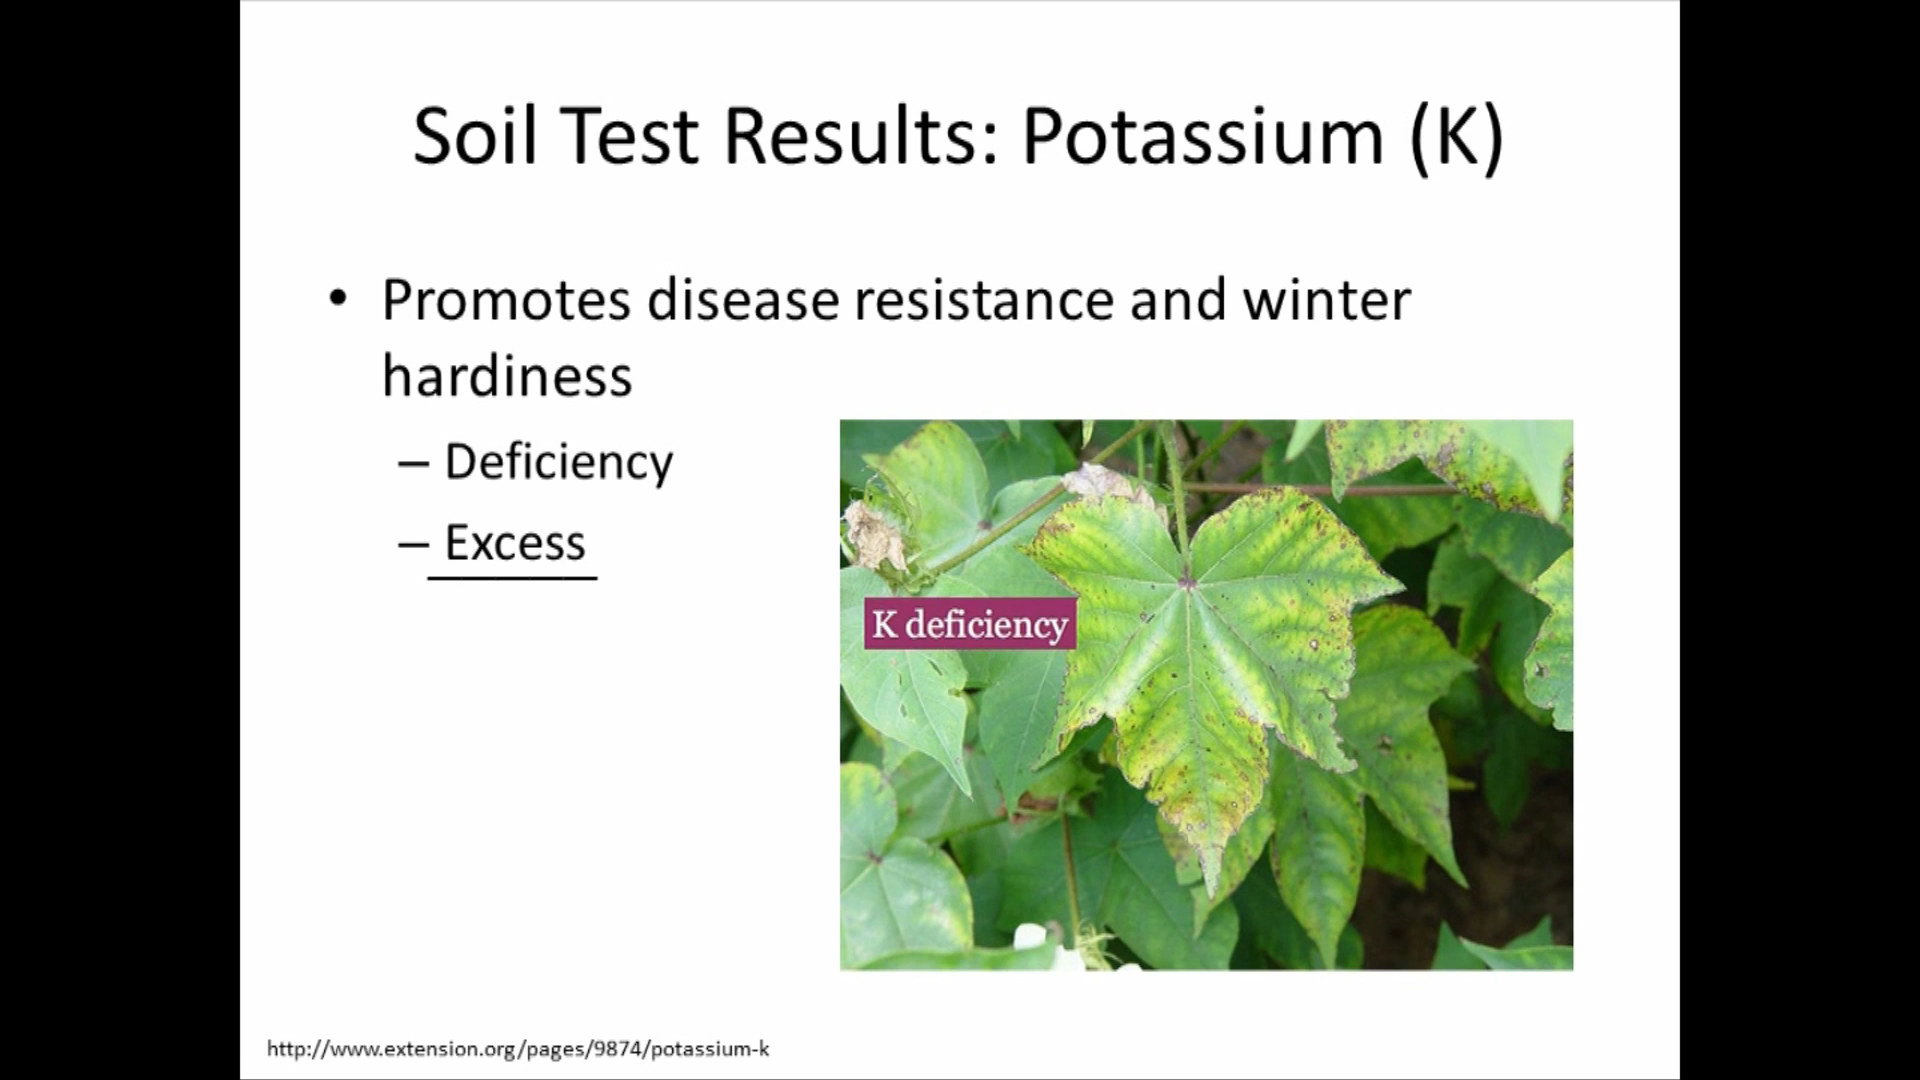 Soil Test Results: Potassium (K)
• Promotes disease resistance and winter
hardiness
– Deficiency
– Excess
K deficiency
http://www.extension.org/pages/9874/potassium-k